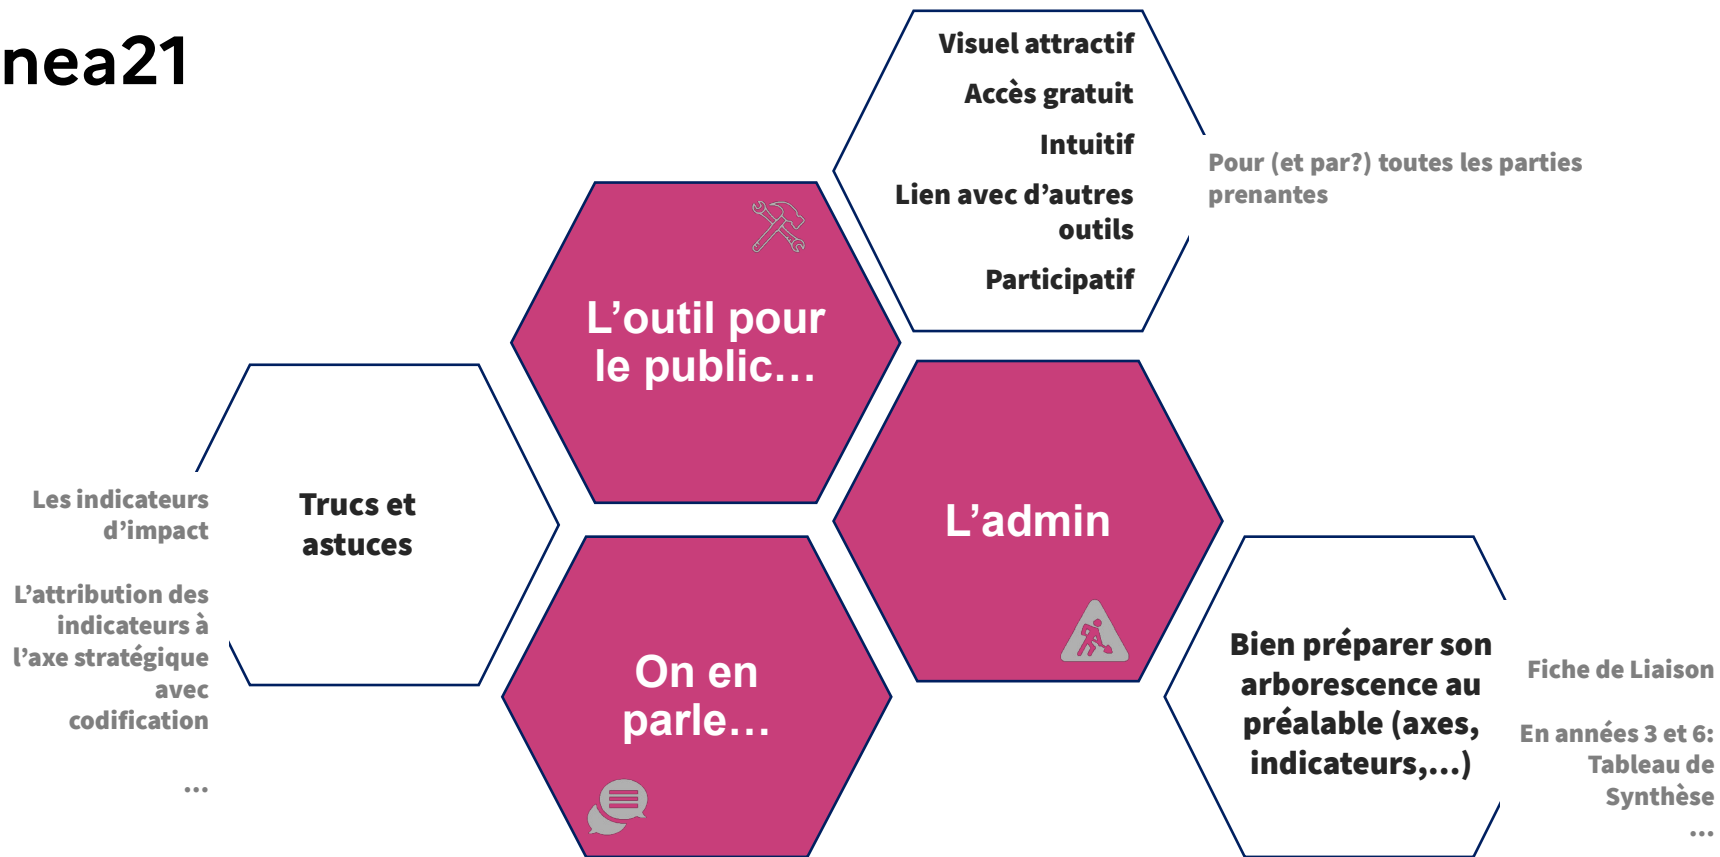 nea21
Visuel attractif
Accès gratuit
Intuitif
Lien avec d’autres
outils
Participatif
Pour (et par?) toutes les parties
prenantes
L’outil pour
le public…
Les indicateurs
d’impact
L’attribution des
indicateurs à
l’axe stratégique
avec
codification
…
Trucs et
astuces
L’admin
On en
parle…
Bien préparer son
arborescence au
préalable (axes,
indicateurs,…)
Fiche de Liaison
En années 3 et 6:
Tableau de
Synthèse
…